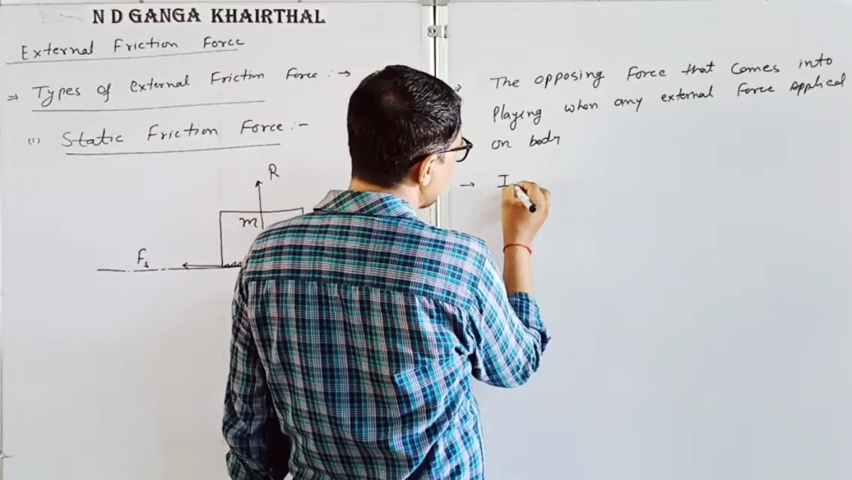 N D GANGA KHAIRTHAL
External Friction Force
⇒ Types of External Friction Force :→
(1) Static Friction Force :-
R
m
Fs
→ The opposing Force that comes into
Playing when any external Force Applied
on body
→ I